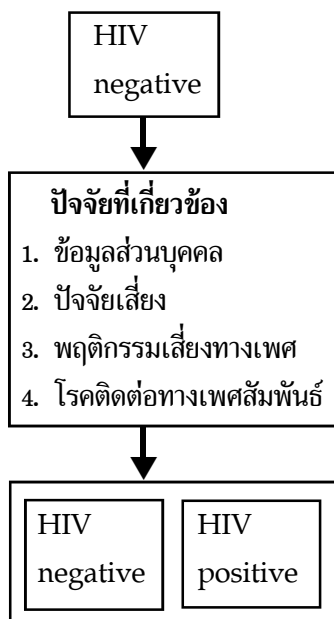 HIV
negative
ปัจจัยที่เกี่ยวข้อง
1. ข้อมูลส่วนบุคคล
2. ปัจจัยเสี่ยง
3. พฤติกรรมเสี่ยงทางเพศ
4. โรคติดต่อทางเพศสัมพันธ์
HIV
negative
HIV
positive